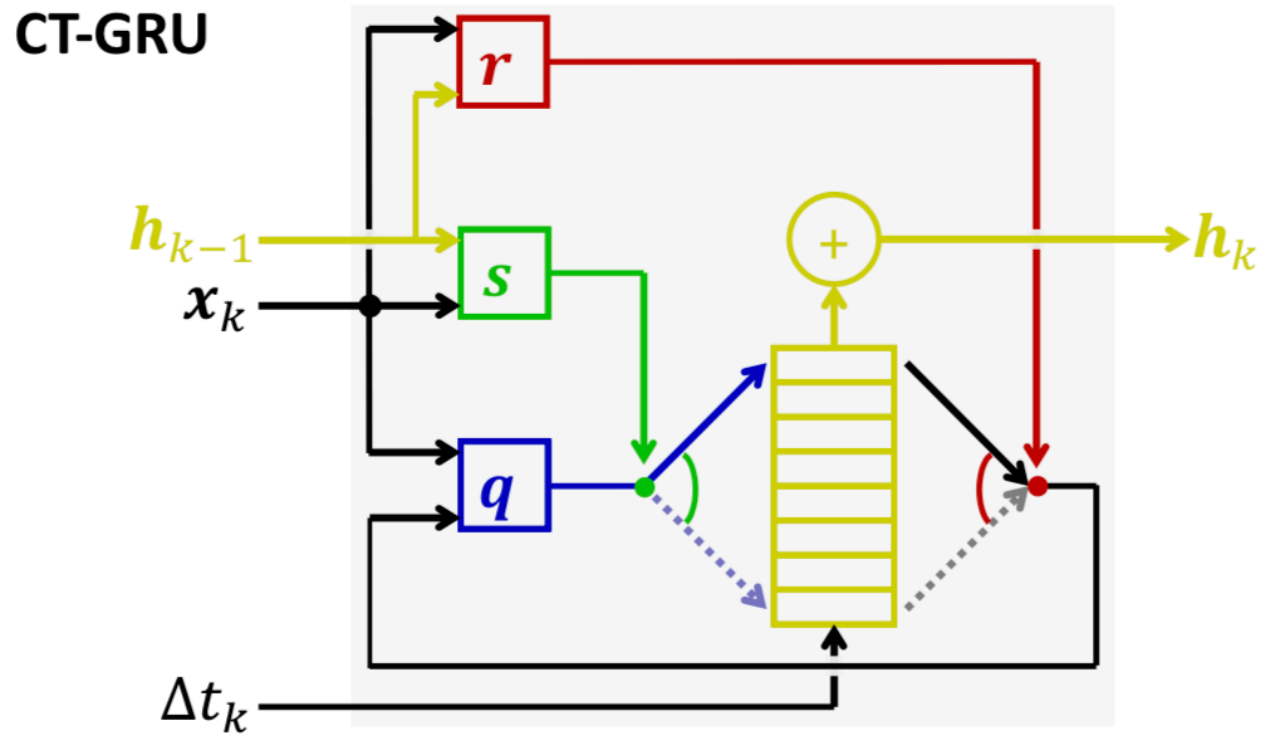 CT-GRU
r
h_{k-1}
s
+
h_k
x_k
q
Δt_k